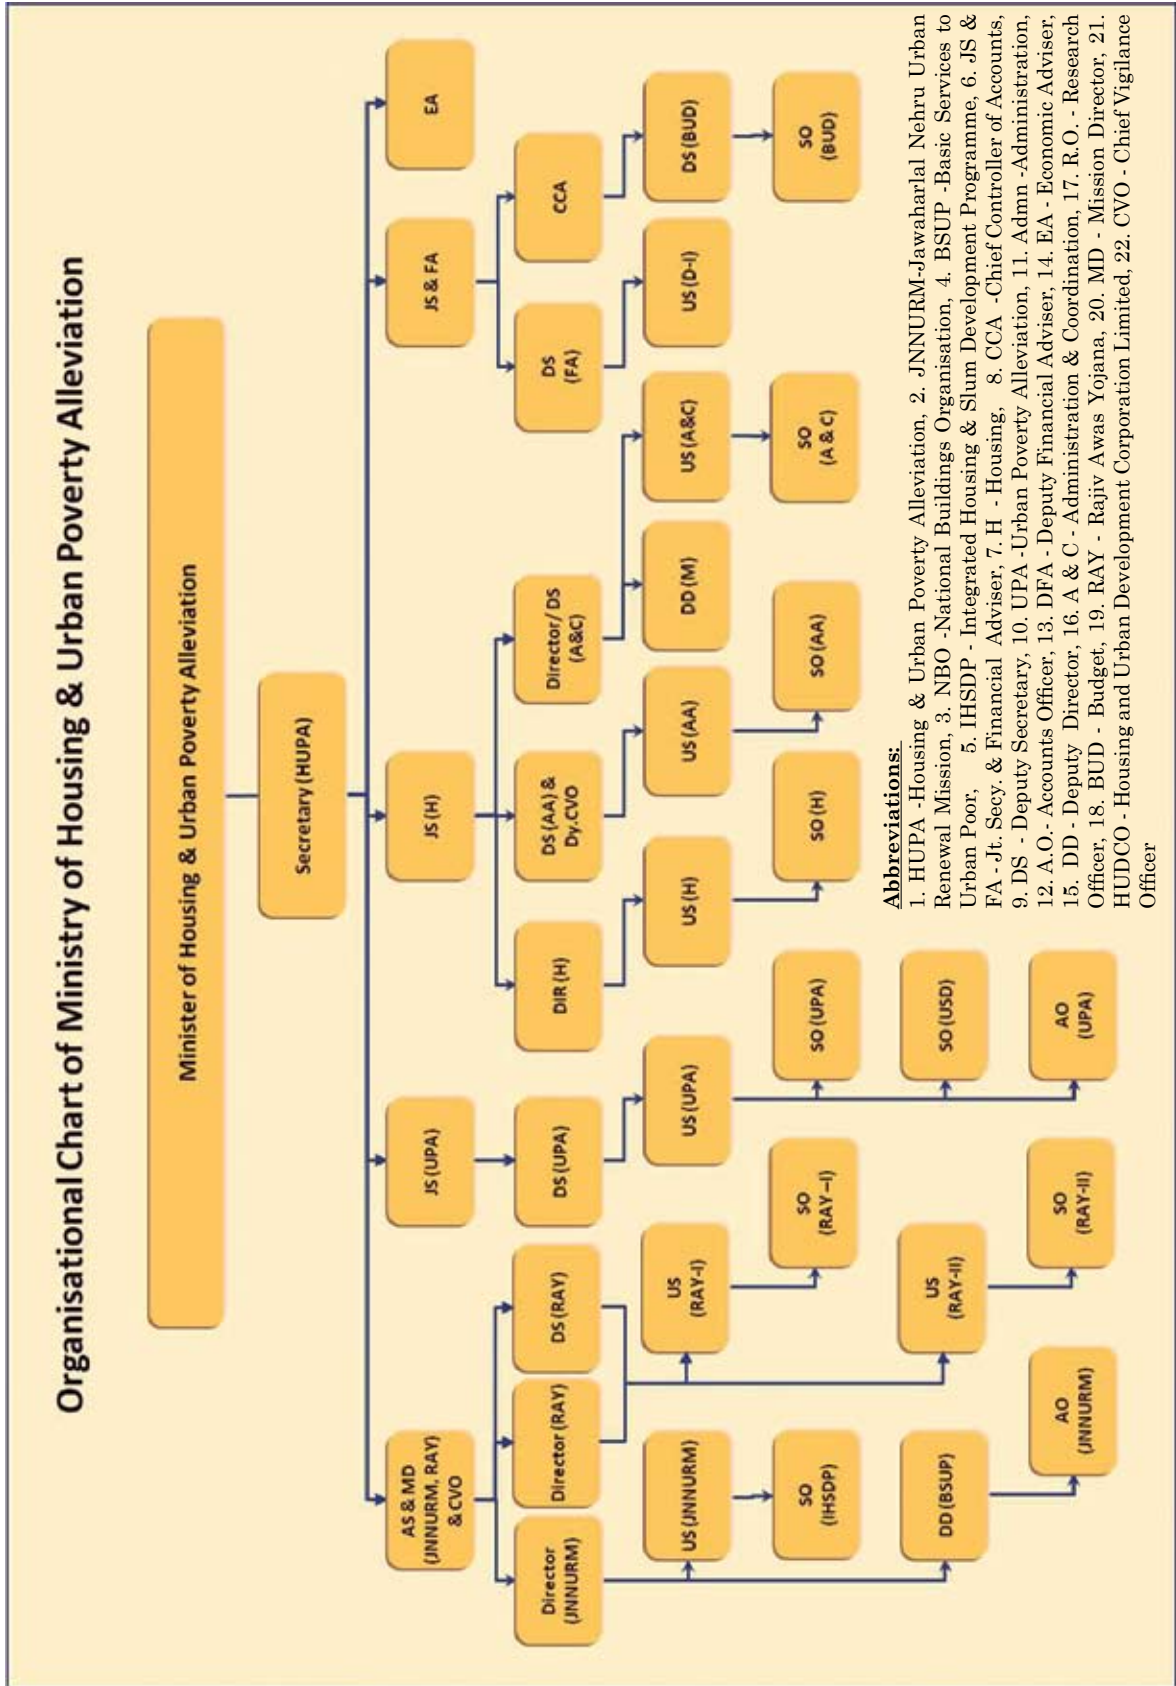 Organisational Chart of Ministry of Housing & Urban Poverty Alleviation
Minister of Housing & Urban Poverty Alleviation
Secretary (HUPA)
AS & MD
(JNNURM, RAY)
& CVO
JS (UPA)
JS (H)
JS & FA
EA
Director
(JNNURM)
Director (RAY)
DS (RAY)
DS (UPA)
DIR (H)
DS (AA) &
Dy.CVO
Director/ DS
(A&C)
DS
(FA)
CCA
US (JNNURM)
US
(RAY-I)
US (UPA)
US (H)
US (AA)
DD (M)
US (A&C)
US (D-I)
DS (BUD)
SO
(IHSDP)
SO
(RAY –I)
SO (UPA)
SO (H)
SO (AA)
SO
(A & C)
SO
(BUD)
DD (BSUP)
US
(RAY-II)
SO (USD)
AO
(JNNURM)
SO
(RAY-II)
AO
(UPA)
Abbreviations:
1. HUPA -Housing & Urban Poverty Alleviation, 2. JNNURM-Jawaharlal Nehru Urban
Renewal Mission, 3. NBO -National Buildings Organisation, 4. BSUP -Basic Services to
Urban Poor, 5. IHSDP - Integrated Housing & Slum Development Programme, 6. JS &
FA - Jt. Secy. & Financial Adviser, 7. H - Housing, 8. CCA -Chief Controller of Accounts,
9. DS - Deputy Secretary, 10. UPA -Urban Poverty Alleviation, 11. Admn -Administration,
12. A.O.- Accounts Officer, 13. DFA - Deputy Financial Adviser, 14. EA - Economic Adviser,
15. DD - Deputy Director, 16. A & C - Administration & Coordination, 17. R.O. - Research
Officer, 18. BUD - Budget, 19. RAY - Rajiv Awas Yojana, 20. MD - Mission Director, 21.
HUDCO - Housing and Urban Development Corporation Limited, 22. CVO - Chief Vigilance
Officer